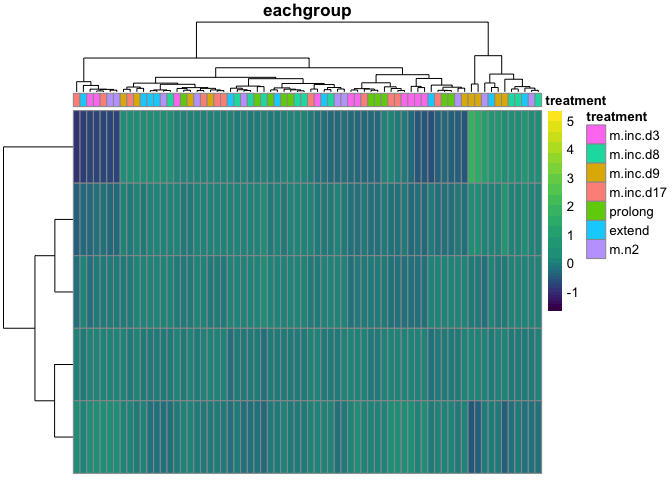 eachgroup
treatment
treatment
5
4
3
2
1
0
-1
m.inc.d3
m.inc.d8
m.inc.d9
m.inc.d17
prolong
extend
m.n2